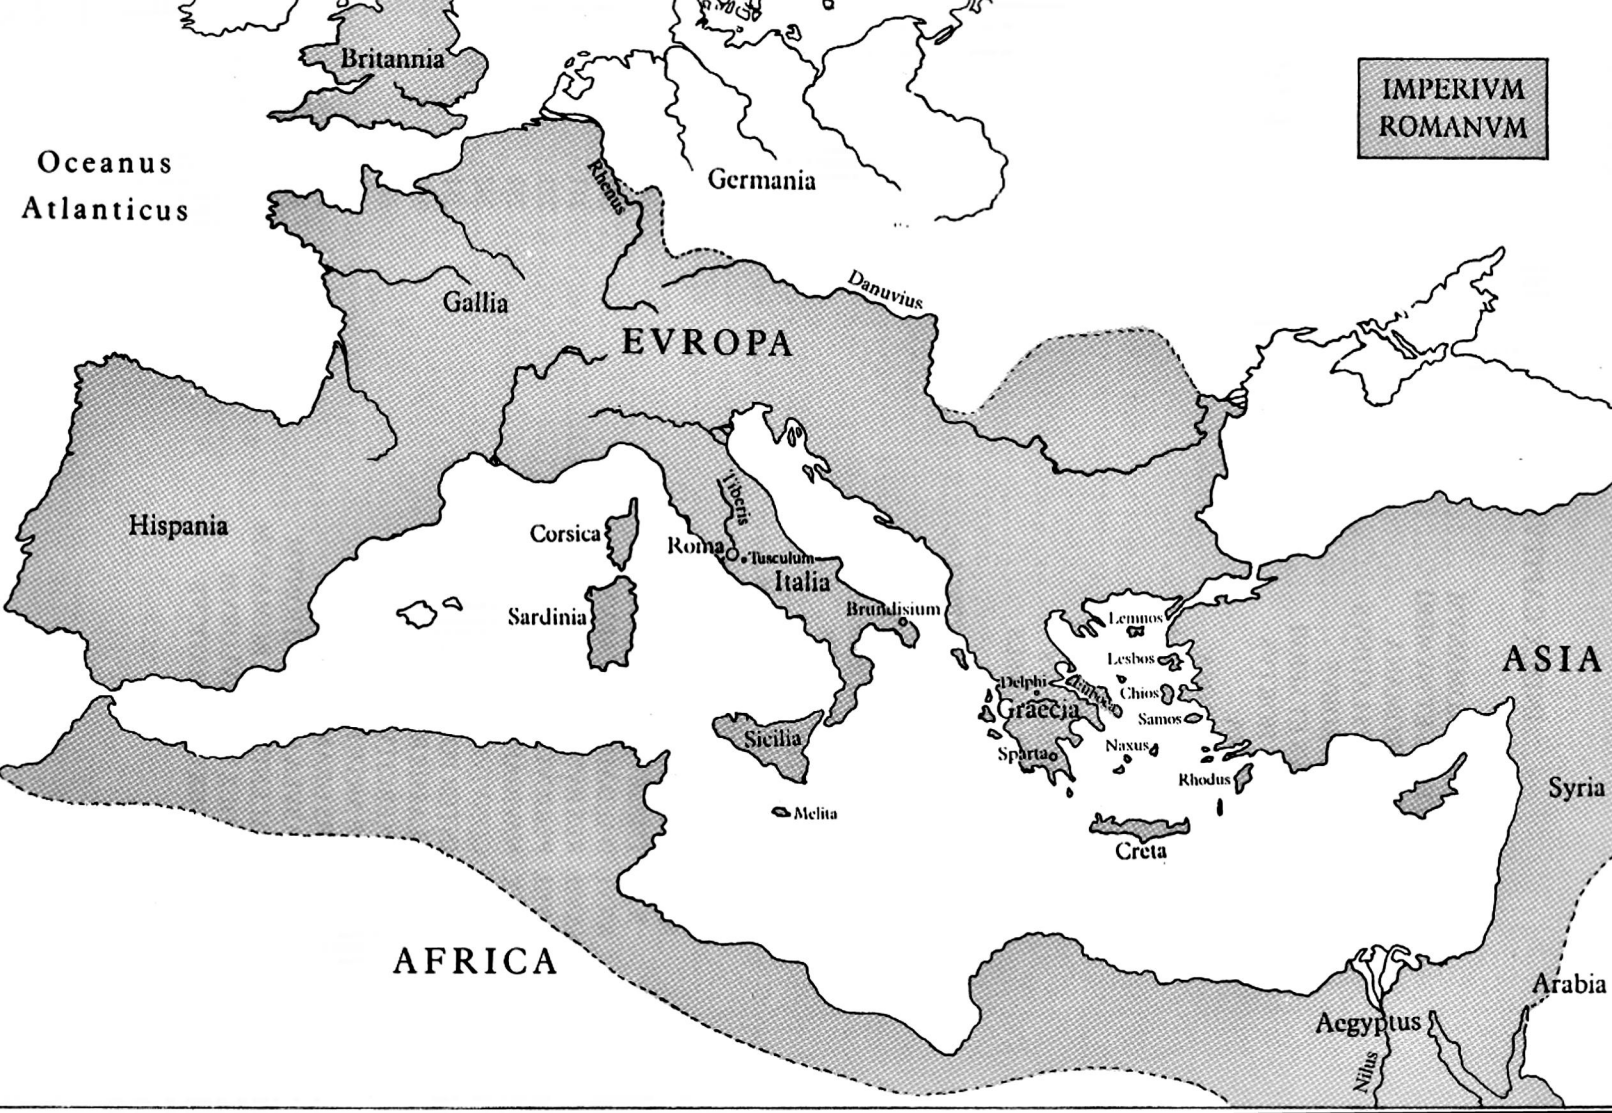 Britannia
IMPERIVM
ROMANVM
Oceanus
Atlanticus
Rhenus
Germania
Danuvius
Gallia
EVROPA
Hispania
Tiberis
Corsica
Roma
Tusculum
Italia
Sardinia
Brundisium
Lemnos
Lesbos
ASIA
Delphi
Chios
Graecia
Samos
Sicilia
Sparta
Naxus
Rhodus
Syria
Melita
Creta
AFRICA
Arabia
Aegyptus
Nilus